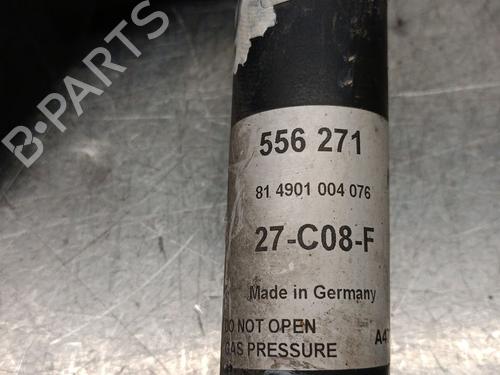 B-PARTS
556 271
81 4901 004 076
27-C08-F
Made in Germany
DO NOT OPEN
GAS PRESSURE